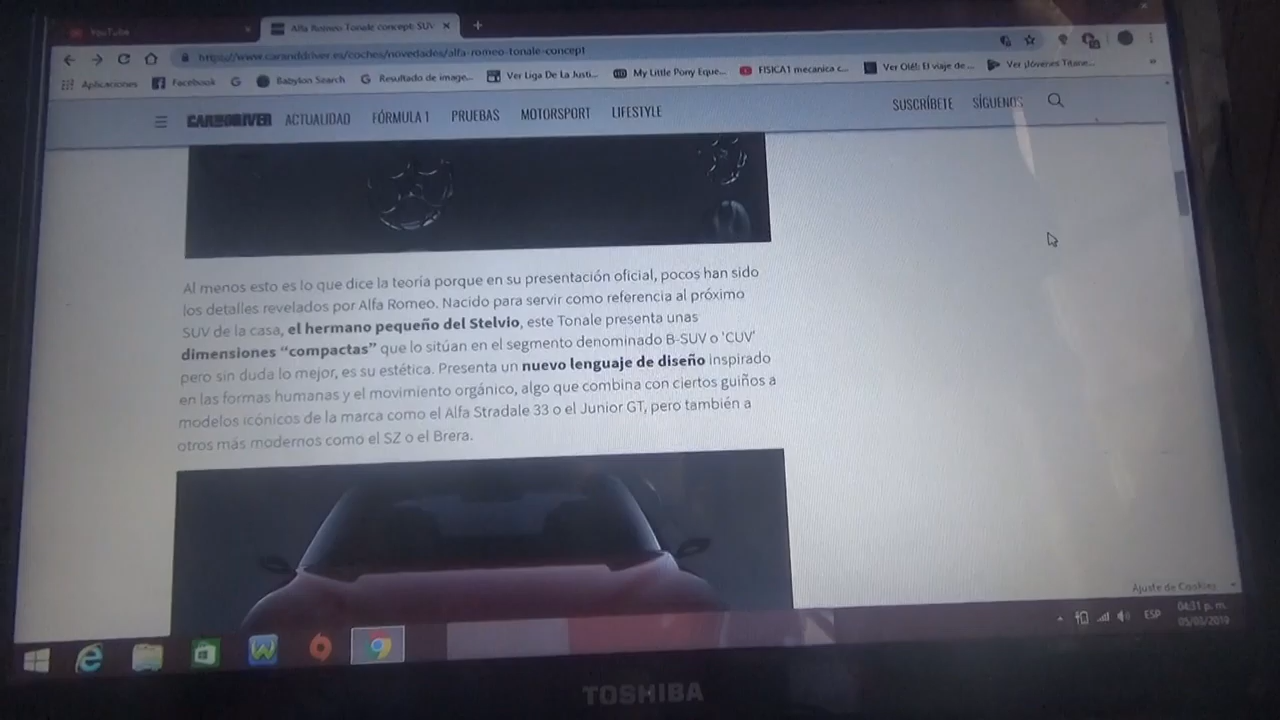 YouTube
Alfa Romeo Tonale concept: SUV
https://www.caranddriver.es/coches/novedades/alfa-romeo-tonale-concept
Aplicaciones Facebook Babylon Search Resultado de image... Ver Liga De La Justi... My Little Pony Eque... FISICA1 mecanica c... Ver Olé!: El viaje de ... Ver ¡Jóvenes Titane...
CAR AND DRIVER ACTUALIDAD FÓRMULA 1 PRUEBAS MOTORSPORT LIFESTYLE SUSCRÍBETE SÍGUENOS
Al menos esto es lo que dice la teoría porque en su presentación oficial, pocos han sido
los detalles revelados por Alfa Romeo. Nacido para servir como referencia al próximo
SUV de la casa, el hermano pequeño del Stelvio, este Tonale presenta unas
dimensiones “compactas” que lo sitúan en el segmento denominado B-SUV o 'CUV'
pero sin duda lo mejor, es su estética. Presenta un nuevo lenguaje de diseño inspirado
en las formas humanas y el movimiento orgánico, algo que combina con ciertos guiños a
modelos icónicos de la marca como el Alfa Stradale 33 o el Junior GT, pero también a
otros más modernos como el SZ o el Brera.
Ajuste de Cookies
ESP
04:31 p. m.
05/03/2019
TOSHIBA